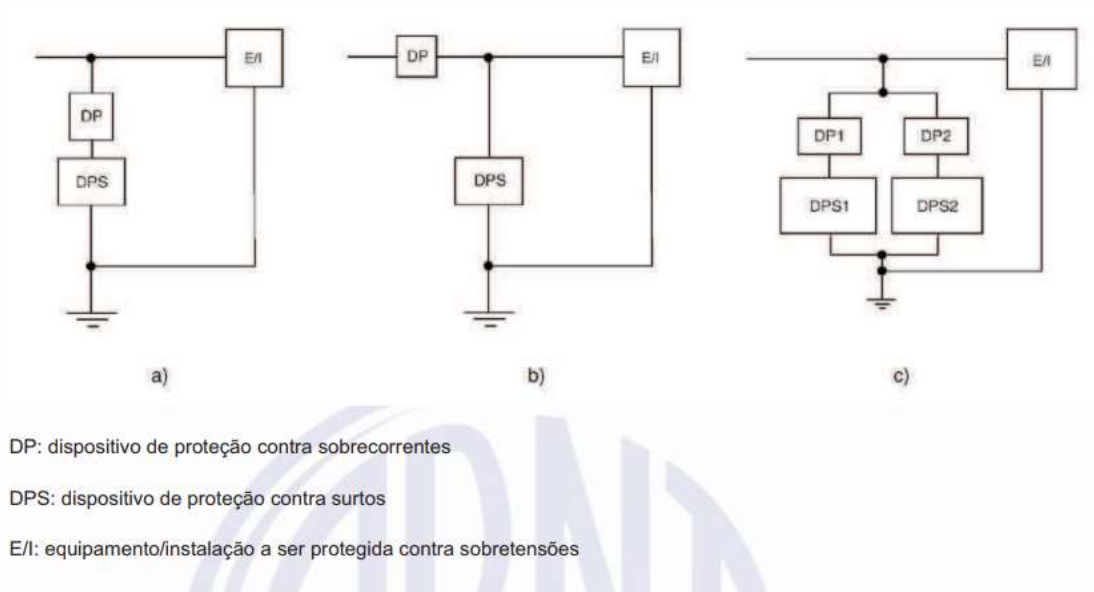 E/I
DP
DPS
a)
DP
E/I
DPS
b)
E/I
DP1
DP2
DPS1
DPS2
c)
DP: dispositivo de proteção contra sobrecorrentes
DPS: dispositivo de proteção contra surtos
E/I: equipamento/instalação a ser protegida contra sobretensões